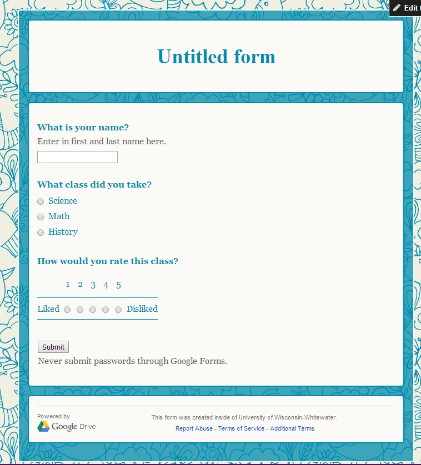 Edit
Untitled form
What is your name?
Enter in first and last name here.
What class did you take?
Science
Math
History
How would you rate this class?
1 2 3 4 5
Liked Disliked
Submit
Never submit passwords through Google Forms.
Powered by
Google Drive
This form was created inside of University of Wisconsin-Whitewater.
Report Abuse - Terms of Service - Additional Terms